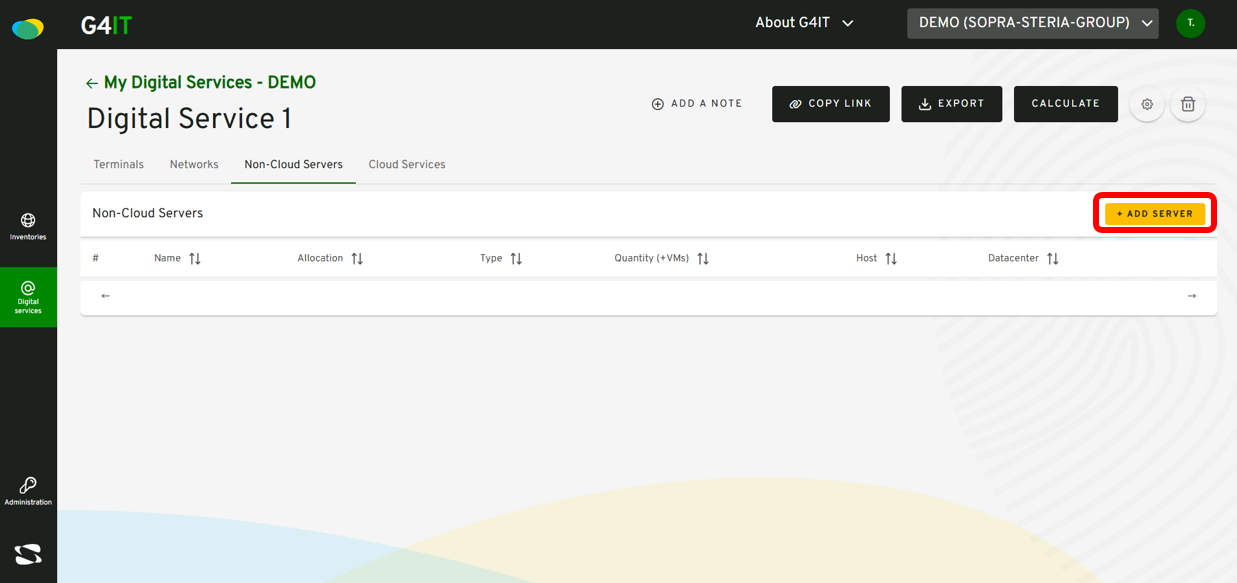 G4IT
About G4IT
DEMO (SOPRA-STERIA-GROUP)
T.
← My Digital Services - DEMO
Digital Service 1
ADD A NOTE
COPY LINK
EXPORT
CALCULATE
Terminals
Networks
Non-Cloud Servers
Cloud Services
Non-Cloud Servers
+ ADD SERVER
#
Name
Allocation
Type
Quantity (+VMs)
Host
Datacenter
← →
Inventories
Digital
services
Administration